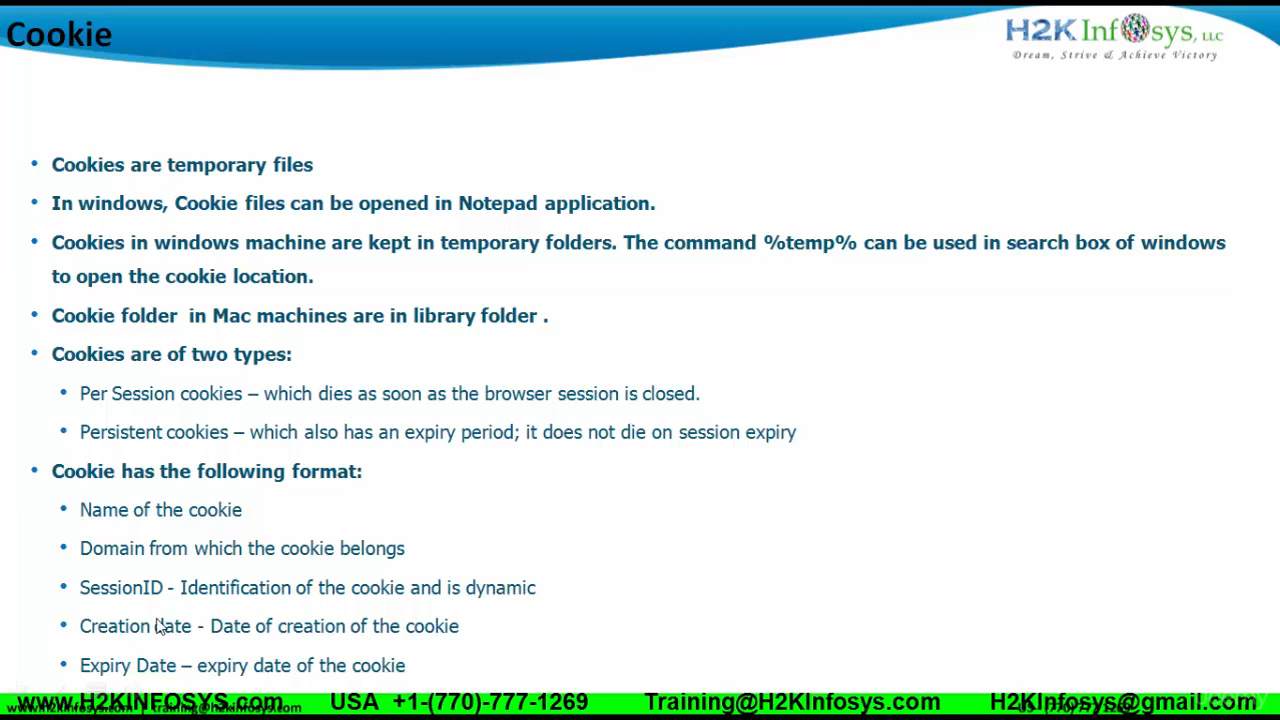 Cookie
H2K Infosys, LLC
Dream, Strive & Achieve Victory
• Cookies are temporary files
• In windows, Cookie files can be opened in Notepad application.
• Cookies in windows machine are kept in temporary folders. The command %temp% can be used in search box of windows
to open the cookie location.
• Cookie folder in Mac machines are in library folder .
• Cookies are of two types:
• Per Session cookies – which dies as soon as the browser session is closed.
• Persistent cookies – which also has an expiry period; it does not die on session expiry
• Cookie has the following format:
• Name of the cookie
• Domain from which the cookie belongs
• SessionID - Identification of the cookie and is dynamic
• Creation Date - Date of creation of the cookie
• Expiry Date – expiry date of the cookie
www.H2KINFOSYS.com USA +1-(770)-777-1269 Training@H2KInfosys.com H2KInfosys@gmail.com
www.h2kinfosys.com | training@h2kinfosys.com